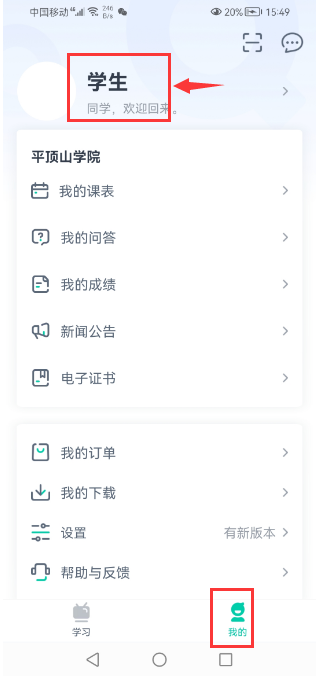 中国移动 246 B/s 20% 15:49
学生
同学，欢迎回来。
平顶山学院
我的课表
我的问答
我的成绩
新闻公告
电子证书
我的订单
我的下载
设置 有新版本
帮助与反馈
学习 我的